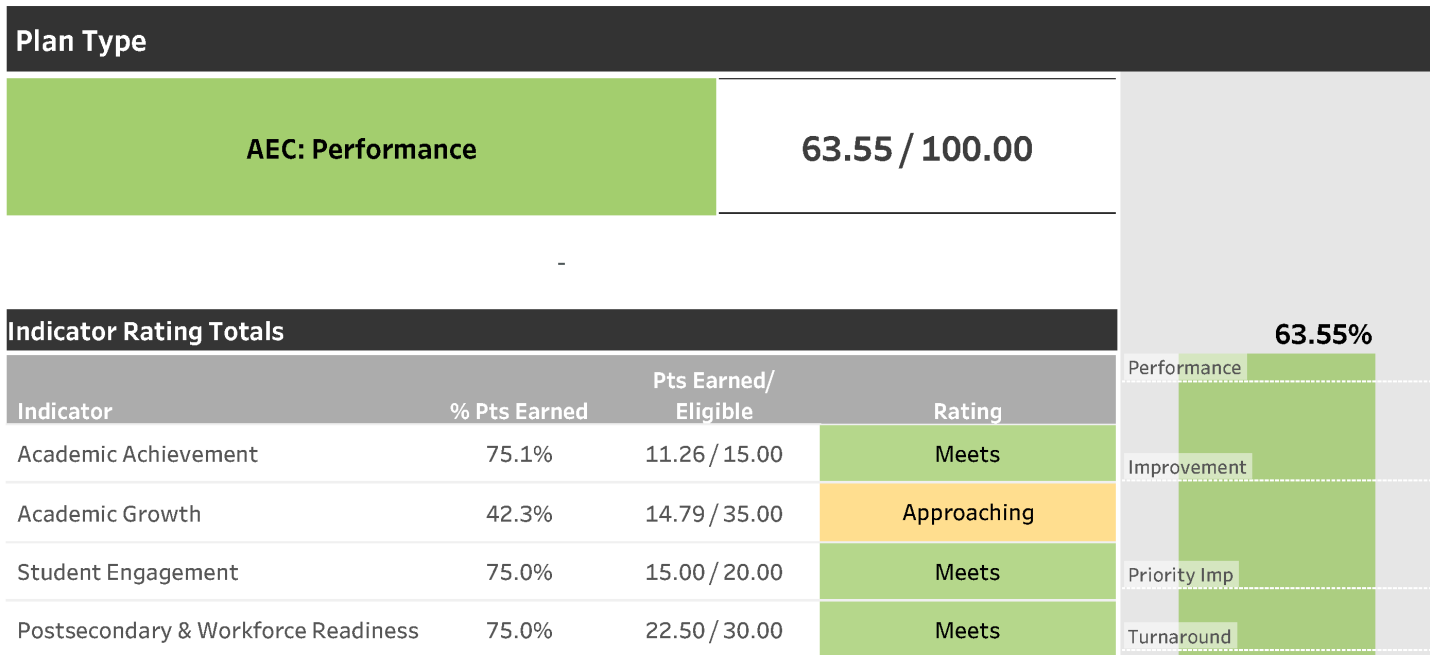 Plan Type
AEC: Performance
63.55 / 100.00
-
Indicator Rating Totals
Indicator % Pts Earned Pts Earned/ Eligible Rating
Academic Achievement 75.1% 11.26 / 15.00 Meets
Academic Growth 42.3% 14.79 / 35.00 Approaching
Student Engagement 75.0% 15.00 / 20.00 Meets
Postsecondary & Workforce Readiness 75.0% 22.50 / 30.00 Meets
63.55%
Performance
Improvement
Priority Imp
Turnaround